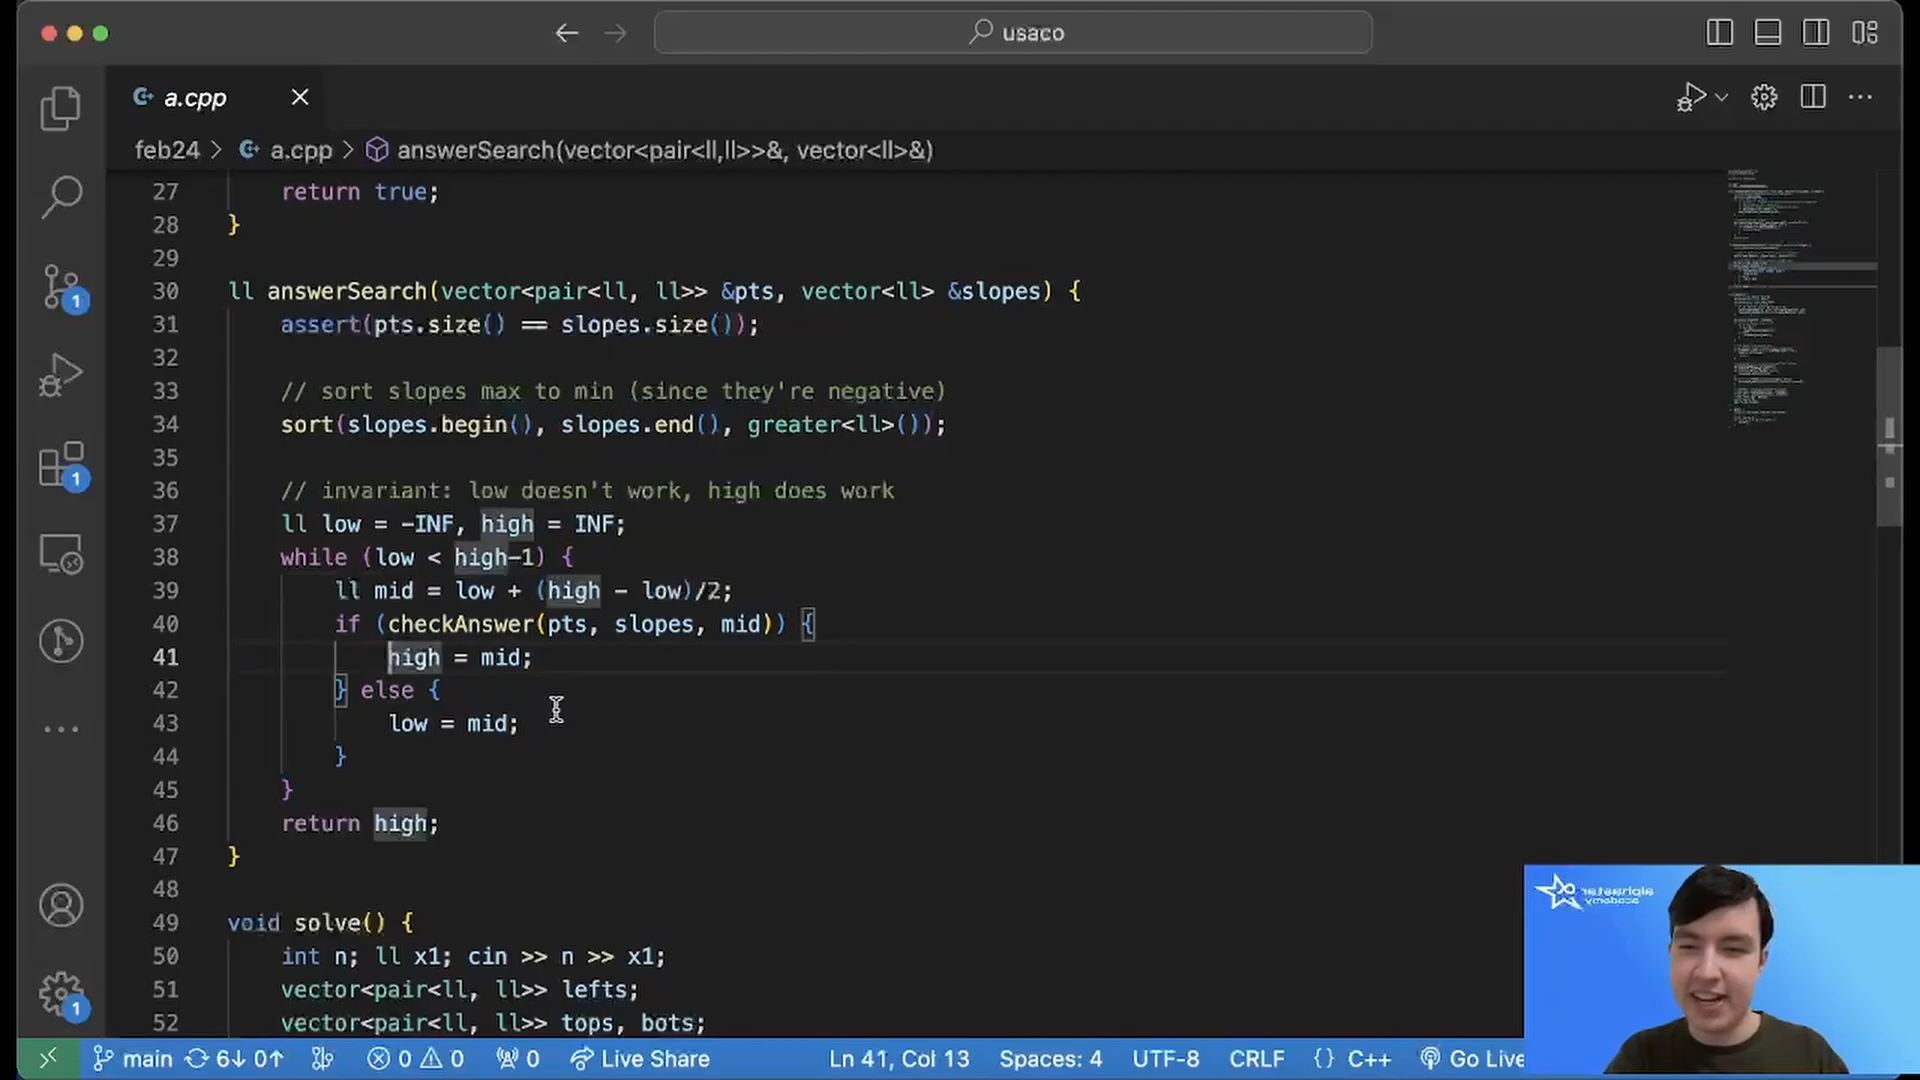 usaco
a.cpp
feb24 > a.cpp > answerSearch(vector<pair<ll,ll>>&, vector<ll>&)
27 return true;
28 }
29
30 ll answerSearch(vector<pair<ll, ll>> &pts, vector<ll> &slopes) {
31 assert(pts.size() == slopes.size());
32
33 // sort slopes max to min (since they're negative)
34 sort(slopes.begin(), slopes.end(), greater<ll>());
35
36 // invariant: low doesn't work, high does work
37 ll low = -INF, high = INF;
38 while (low < high-1) {
39 ll mid = low + (high - low)/2;
40 if (checkAnswer(pts, slopes, mid)) {
41 high = mid;
42 } else {
43 low = mid;
44 }
45 }
46 return high;
47 }
48
49 void solve() {
50 int n; ll x1; cin >> n >> x1;
51 vector<pair<ll, ll>> lefts;
52 vector<pair<ll, ll>> tops, bots;
1
1
1
alphastar
academy
main 6↓ 0↑ 0 0 0 Live Share Ln 41, Col 13 Spaces: 4 UTF-8 CRLF {} C++ Go Live